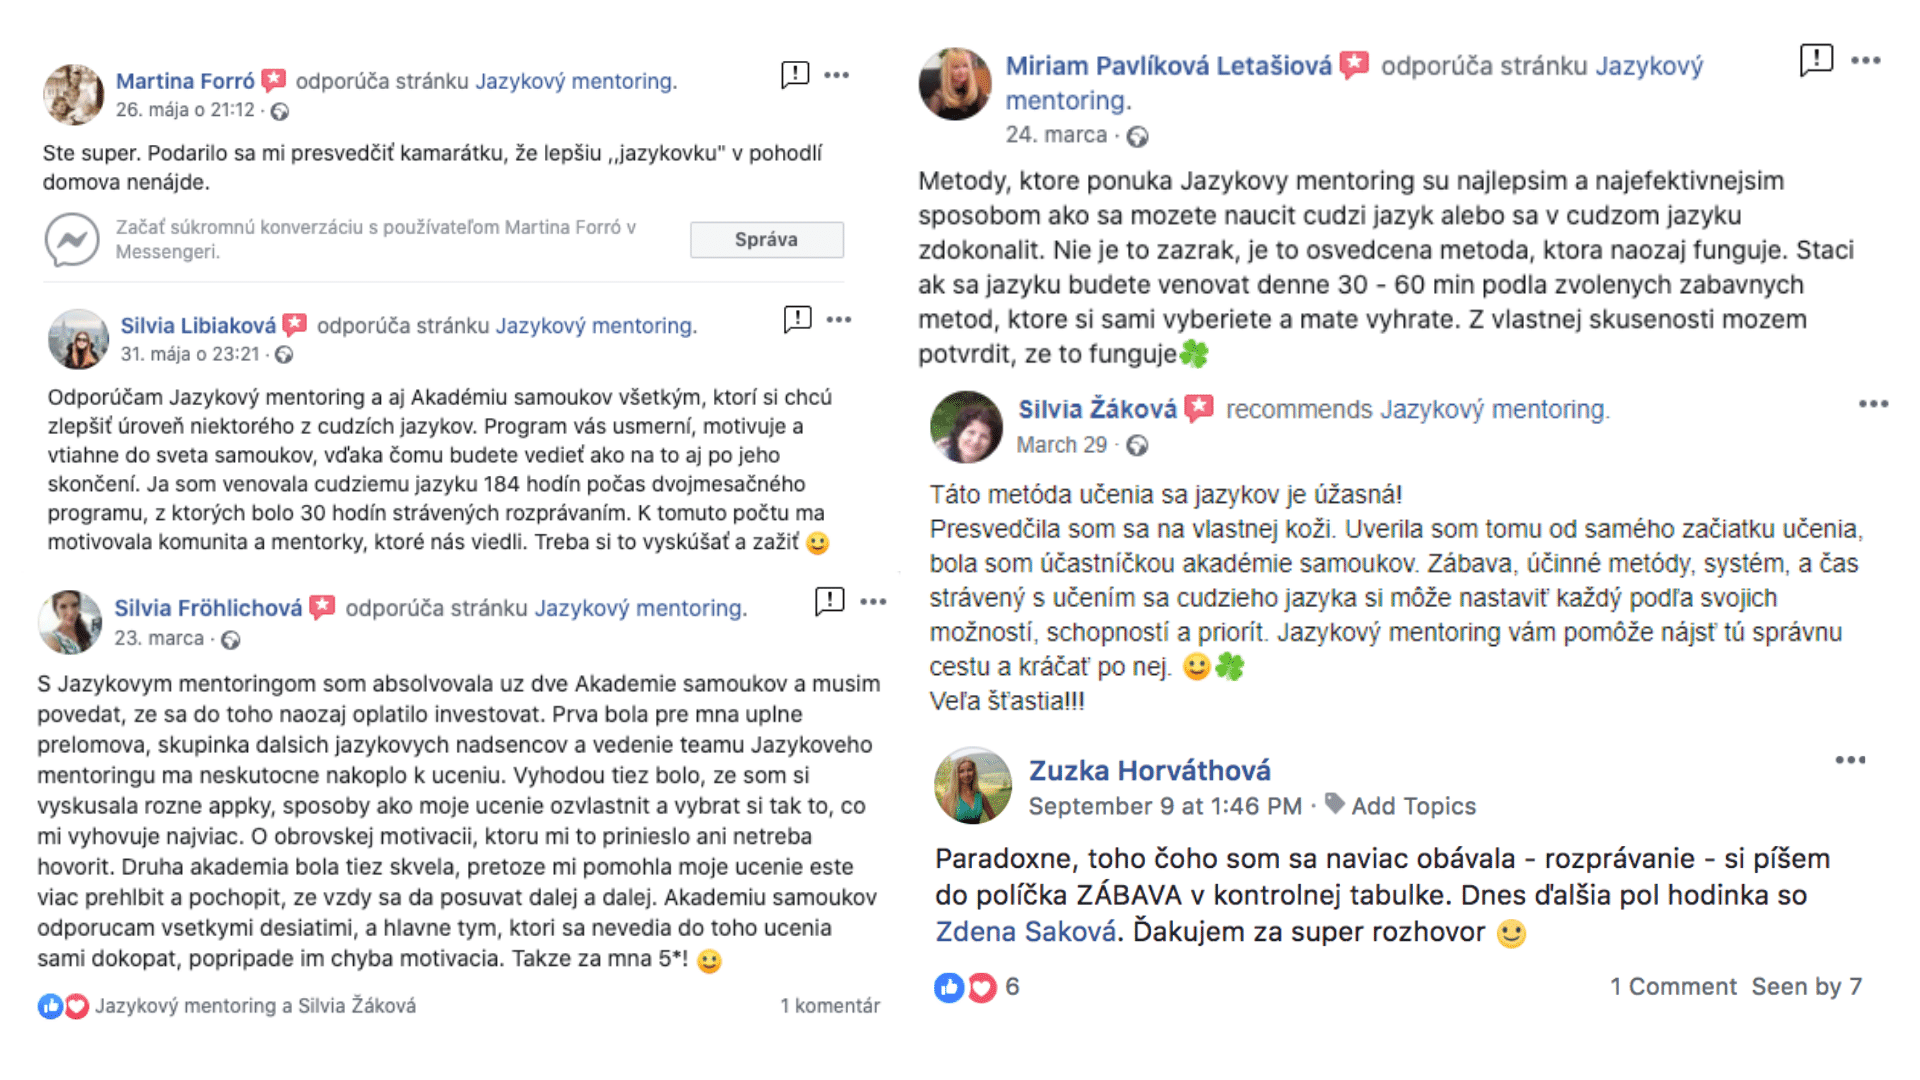 Martina Forró odporúča stránku Jazykový mentoring.
26. mája o 21:12 ·
Ste super. Podarilo sa mi presvedčiť kamarátku, že lepšiu ,,jazykovku" v pohodlí
domova nenájde.
Začať súkromnú konverzáciu s používateľom Martina Forró v
Messengeri.
Správa
Silvia Libiaková odporúča stránku Jazykový mentoring.
31. mája o 23:21 ·
Odporúčam Jazykový mentoring a aj Akadémiu samoukov všetkým, ktorí si chcú
zlepšiť úroveň niektorého z cudzích jazykov. Program vás usmerní, motivuje a
vtiahne do sveta samoukov, vďaka čomu budete vedieť ako na to aj po jeho
skončení. Ja som venovala cudziemu jazyku 184 hodín počas dvojmesačného
programu, z ktorých bolo 30 hodín strávených rozprávaním. K tomuto počtu ma
motivovala komunita a mentorky, ktoré nás viedli. Treba si to vyskúšať a zažiť 🙂
Silvia Fröhlichová odporúča stránku Jazykový mentoring.
23. marca ·
S Jazykovym mentoringom som absolvovala uz dve Akademie samoukov a musim
povedat, ze sa do toho naozaj oplatilo investovat. Prva bola pre mna uplne
prelomova, skupinka dalsich jazykovych nadsencov a vedenie teamu Jazykoveho
mentoringu ma neskutocne nakoplo k uceniu. Vyhodou tiez bolo, ze som si
vyskusala rozne appky, sposoby ako moje ucenie ozvlastnit a vybrat si tak to, co
mi vyhovuje najviac. O obrovskej motivacii, ktoru mi to prinieslo ani netreba
hovorit. Druha akademia bola tiez skvela, pretoze mi pomohla moje ucenie este
viac prehlbit a pochopit, ze vzdy sa da posuvat dalej a dalej. Akademiu samoukov
odporucam vsetkymi desiatimi, a hlavne tym, ktori sa nevedia do toho ucenia
sami dokopat, popripade im chyba motivacia. Takze za mna 5*! 🙂
Jazykový mentoring a Silvia Žáková 1 komentár
Miriam Pavlíková Letašiová odporúča stránku Jazykový
mentoring.
24. marca ·
Metody, ktore ponuka Jazykovy mentoring su najlepsim a najefektivnejsim
sposobom ako sa mozete naucit cudzi jazyk alebo sa v cudzom jazyku
zdokonalit. Nie je to zazrak, je to osvedcena metoda, ktora naozaj funguje. Staci
ak sa jazyku budete venovat denne 30 - 60 min podla zvolenych zabavnych
metod, ktore si sami vyberiete a mate vyhrate. Z vlastnej skusenosti mozem
potvrdit, ze to funguje🍀
Silvia Žáková recommends Jazykový mentoring.
March 29 ·
Táto metóda učenia sa jazykov je úžasná!
Presvedčila som sa na vlastnej koži. Uverila som tomu od samého začiatku učenia,
bola som účastníčkou akadémie samoukov. Zábava, účinné metódy, systém, a čas
strávený s učením sa cudzieho jazyka si môže nastaviť každý podľa svojich
možností, schopností a priorít. Jazykový mentoring vám pomôže nájsť tú správnu
cestu a kráčať po nej. 🙂🍀
Veľa šťastia!!!
Zuzka Horváthová
September 9 at 1:46 PM · Add Topics
Paradoxne, toho čoho som sa naviac obávala - rozprávanie - si píšem
do políčka ZÁBAVA v kontrolnej tabulke. Dnes ďalšia pol hodinka so
Zdena Saková. Ďakujem za super rozhovor 🙂
6 1 Comment Seen by 7